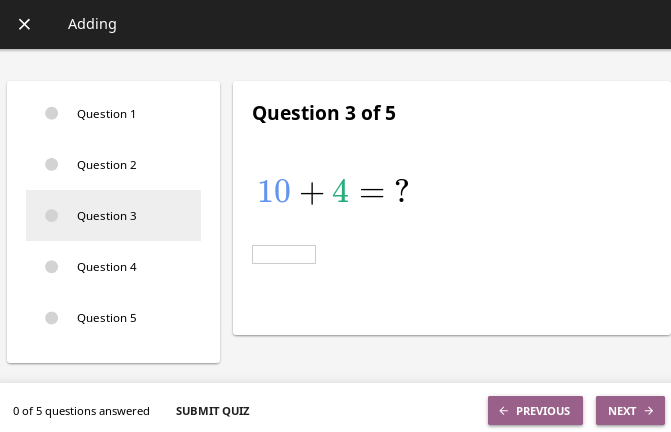 Adding
Question 1
Question 2
Question 3
Question 4
Question 5
Question 3 of 5
10 + 4 = ?
0 of 5 questions answered
SUBMIT QUIZ
← PREVIOUS
NEXT →